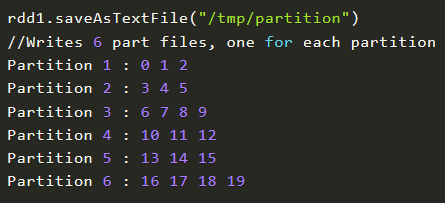 rdd1.saveAsTextFile("/tmp/partition")
//Writes 6 part files, one for each partition
Partition 1 : 0 1 2
Partition 2 : 3 4 5
Partition 3 : 6 7 8 9
Partition 4 : 10 11 12
Partition 5 : 13 14 15
Partition 6 : 16 17 18 19